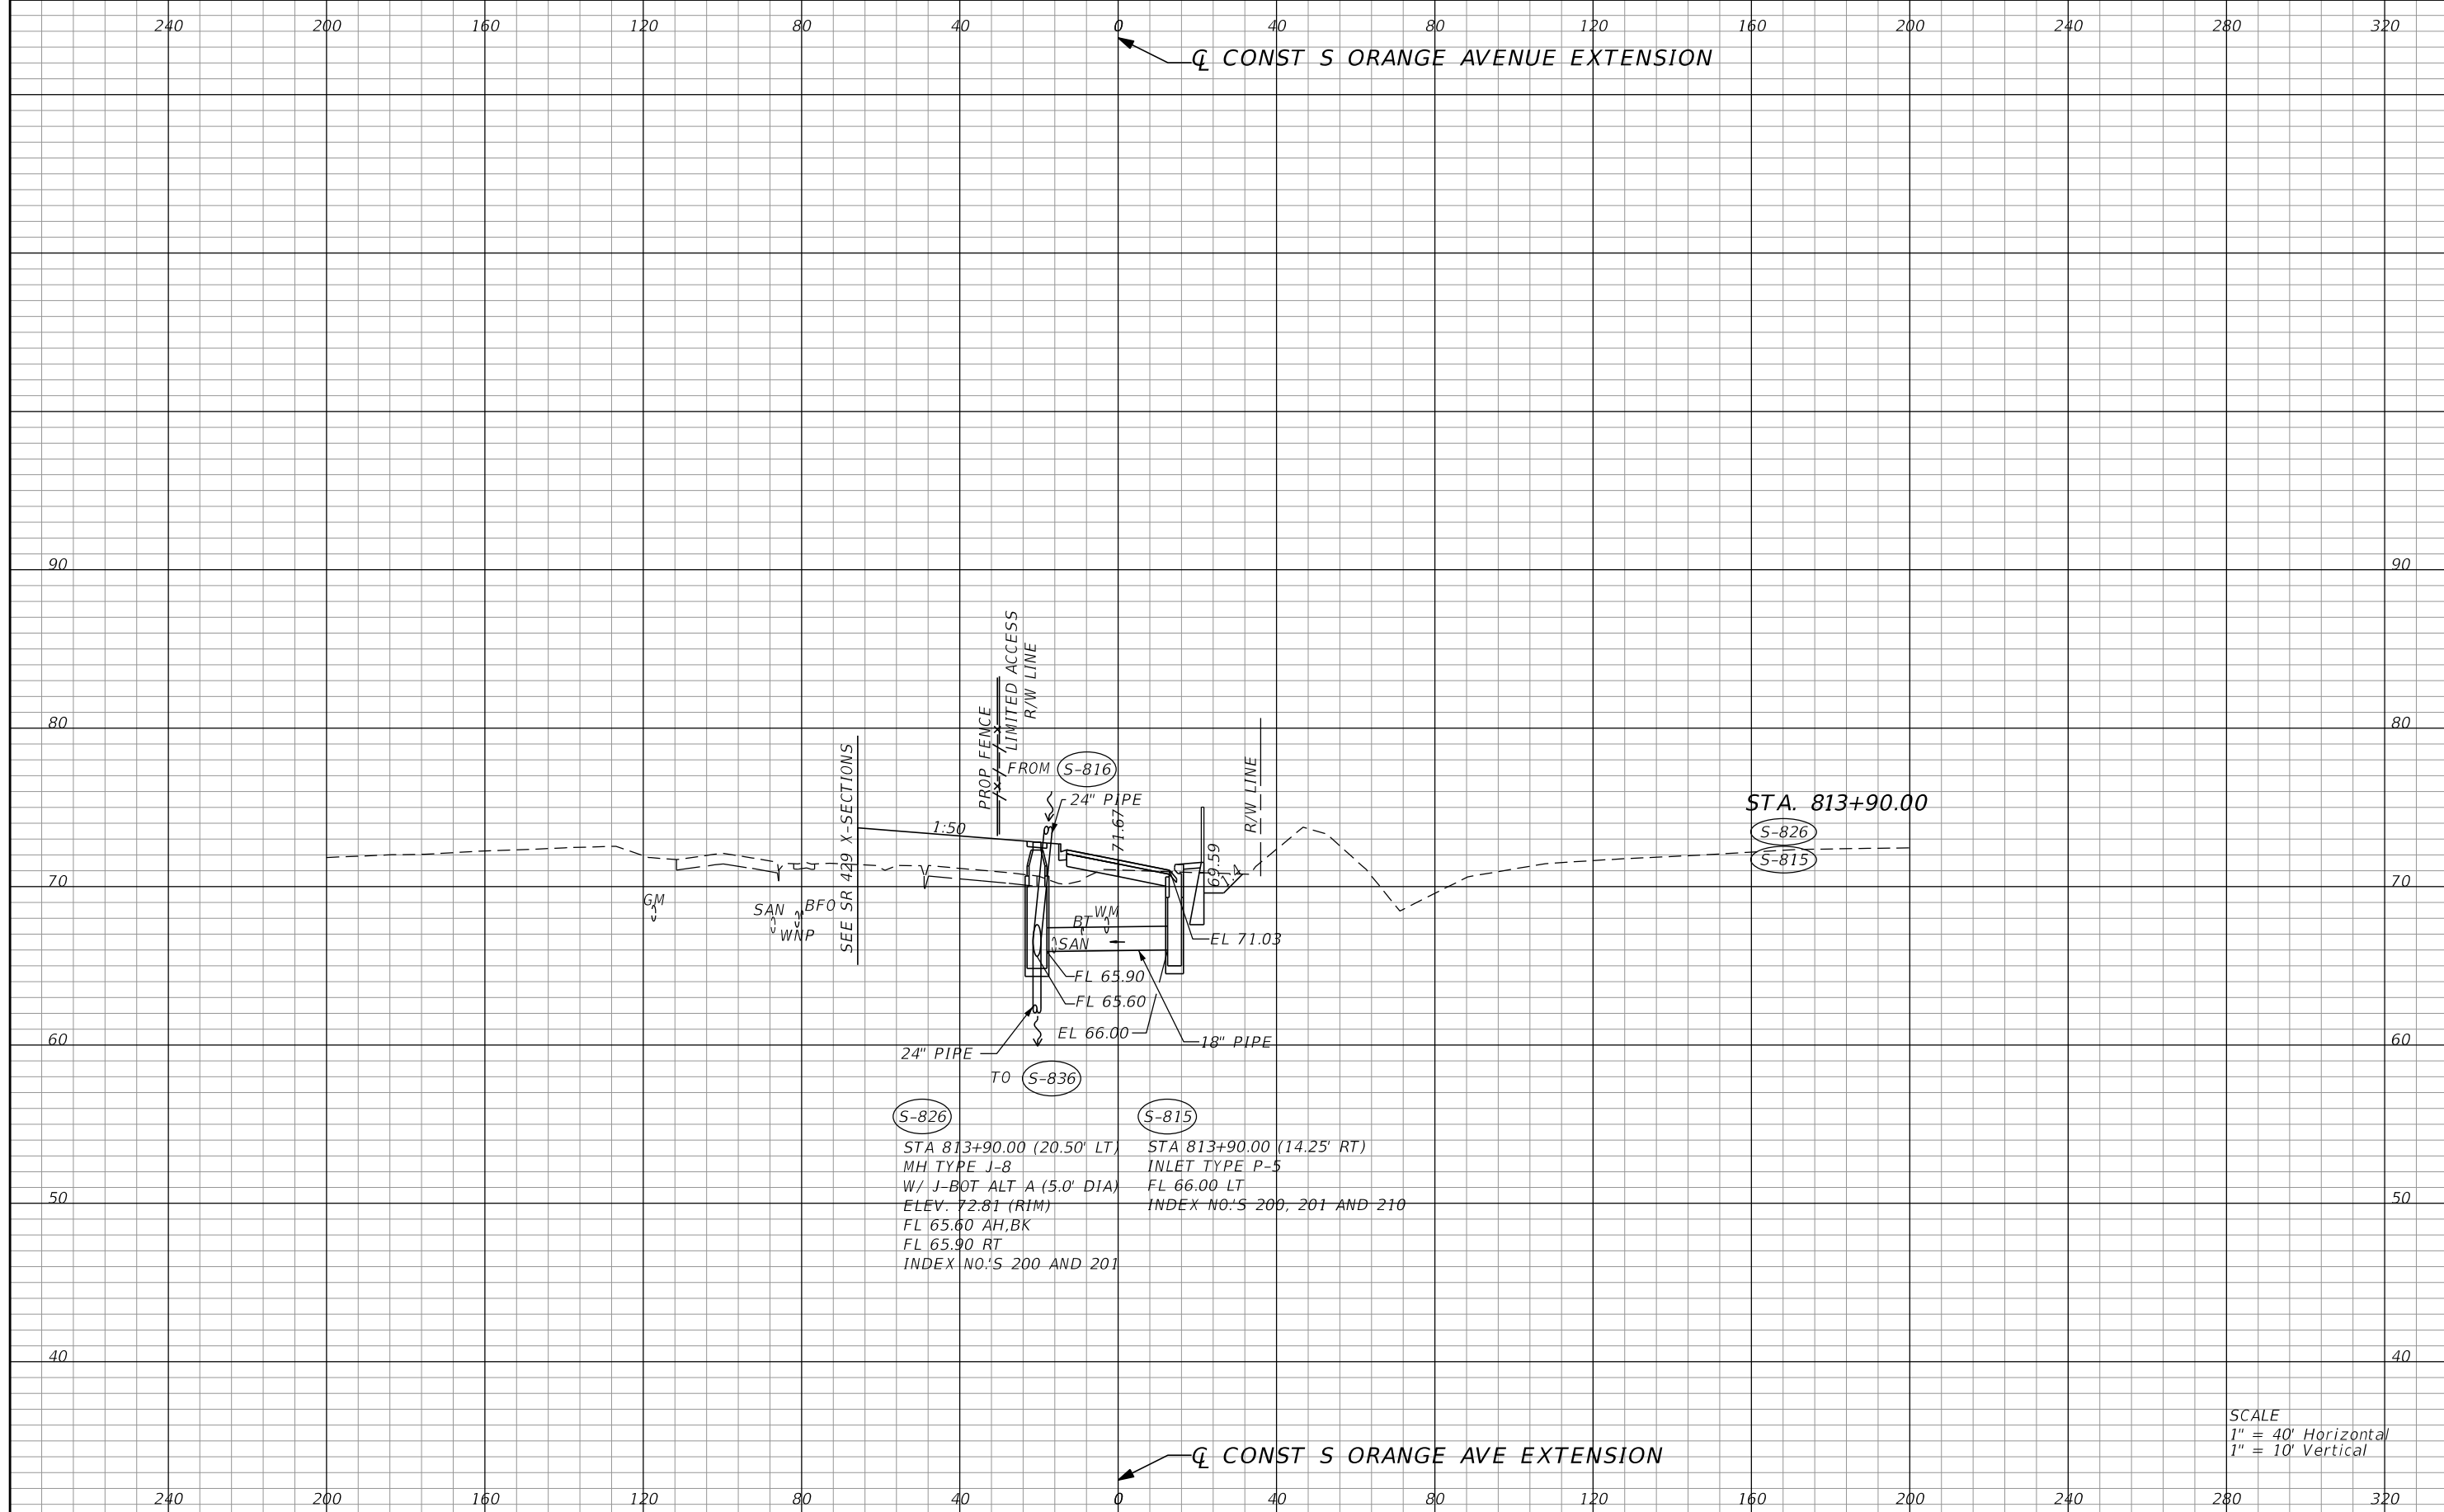 240 200 160 120 80 40 0 40 80 120 160 200 240 280 320
℄ CONST S ORANGE AVENUE EXTENSION
90 90
80 80
70 70
60 60
50 50
40 40
SEE SR 429 X-SECTIONS
PROP FENCE
LIMITED ACCESS
R/W LINE
FROM S-816
24" PIPE
71.67
R/W LINE
1:50
69.59
1:4
STA. 813+90.00
S-826
S-815
GM
SAN
BFO
WNP
WM
BT
SAN
EL 71.03
FL 65.90
FL 65.60
EL 66.00
18" PIPE
24" PIPE
TO S-836
S-826
STA 813+90.00 (20.50' LT)
MH TYPE J-8
W/ J-BOT ALT A (5.0' DIA)
ELEV. 72.81 (RIM)
FL 65.60 AH,BK
FL 65.90 RT
INDEX NO.'S 200 AND 201
S-815
STA 813+90.00 (14.25' RT)
INLET TYPE P-5
FL 66.00 LT
INDEX NO.'S 200, 201 AND 210
SCALE
1" = 40' Horizontal
1" = 10' Vertical
℄ CONST S ORANGE AVE EXTENSION
240 200 160 120 80 40 0 40 80 120 160 200 240 280 320